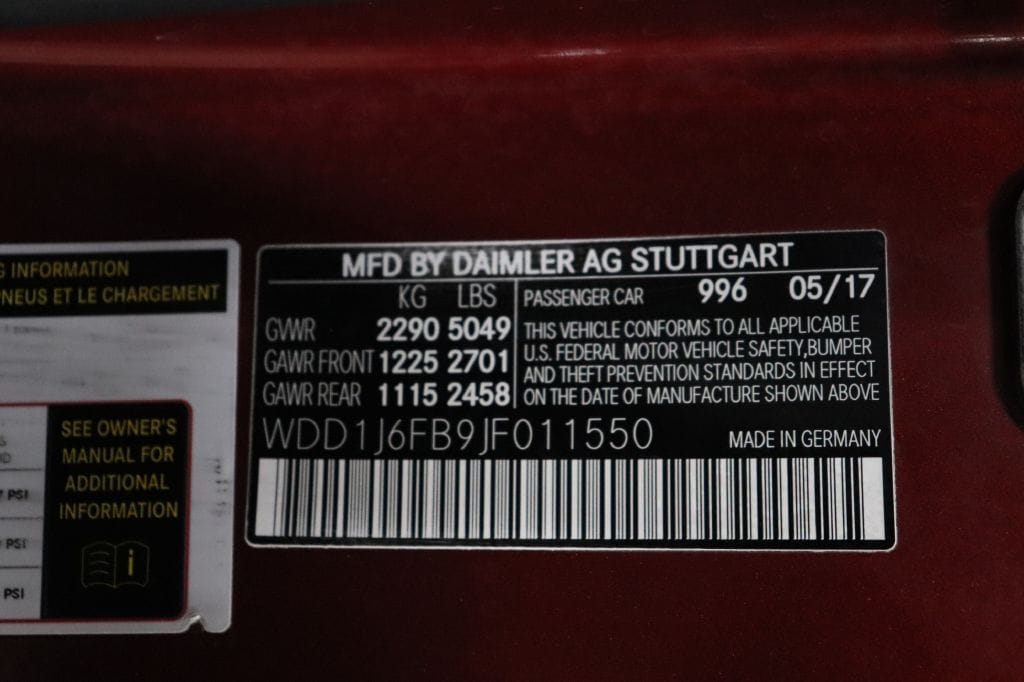 G INFORMATION
PNEUS ET LE CHARGEMENT
7 PSI
PSI
PSI
SEE OWNER'S
MANUAL FOR
ADDITIONAL
INFORMATION
i
MFD BY DAIMLER AG STUTTGART
KG LBS
GVWR 2290 5049
GAWR FRONT 1225 2701
GAWR REAR 1115 2458
PASSENGER CAR 996 05/17
THIS VEHICLE CONFORMS TO ALL APPLICABLE
U.S. FEDERAL MOTOR VEHICLE SAFETY,BUMPER
AND THEFT PREVENTION STANDARDS IN EFFECT
ON THE DATE OF MANUFACTURE SHOWN ABOVE
WDD1J6FB9JF011550
MADE IN GERMANY